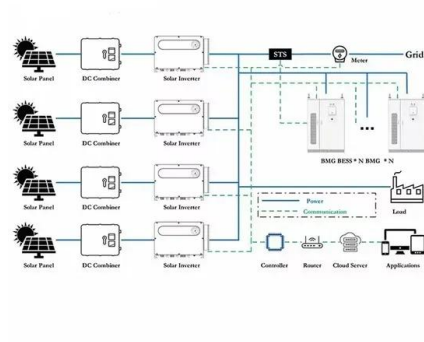 STS
Meter
Grid
Solar Panel DC Combiner Solar Inverter
Solar Panel DC Combiner Solar Inverter
BMG BESS * N BMG * N
Solar Panel DC Combiner Solar Inverter
Power
Communication
Load
Solar Panel DC Combiner Solar Inverter
Controller Router Cloud Server Applications